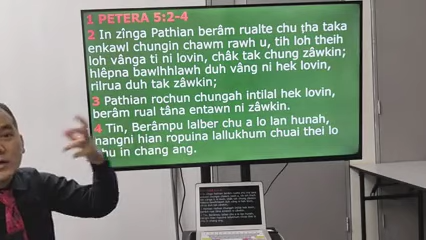 1 PETERA 5:2-4
2 In zînga Pathian berâm rualte chu ṭha taka
enkawl chungin chawm rawh u, tih loh theih
loh vânga ti ni lovin, châk tak chung zâwkin;
hlêpna bawlhhlawh duh vâng ni hek lovin,
rilrua duh tak zâwkin;
3 Pathian rochun chungah intilal hek lovin,
berâm rual tâna entawn ni zâwkin.
4 Tin, Berâmpu lalber chu a lo lan hunah,
nangni hian ropuina lallukhum chuai thei lo
chu in chang ang.